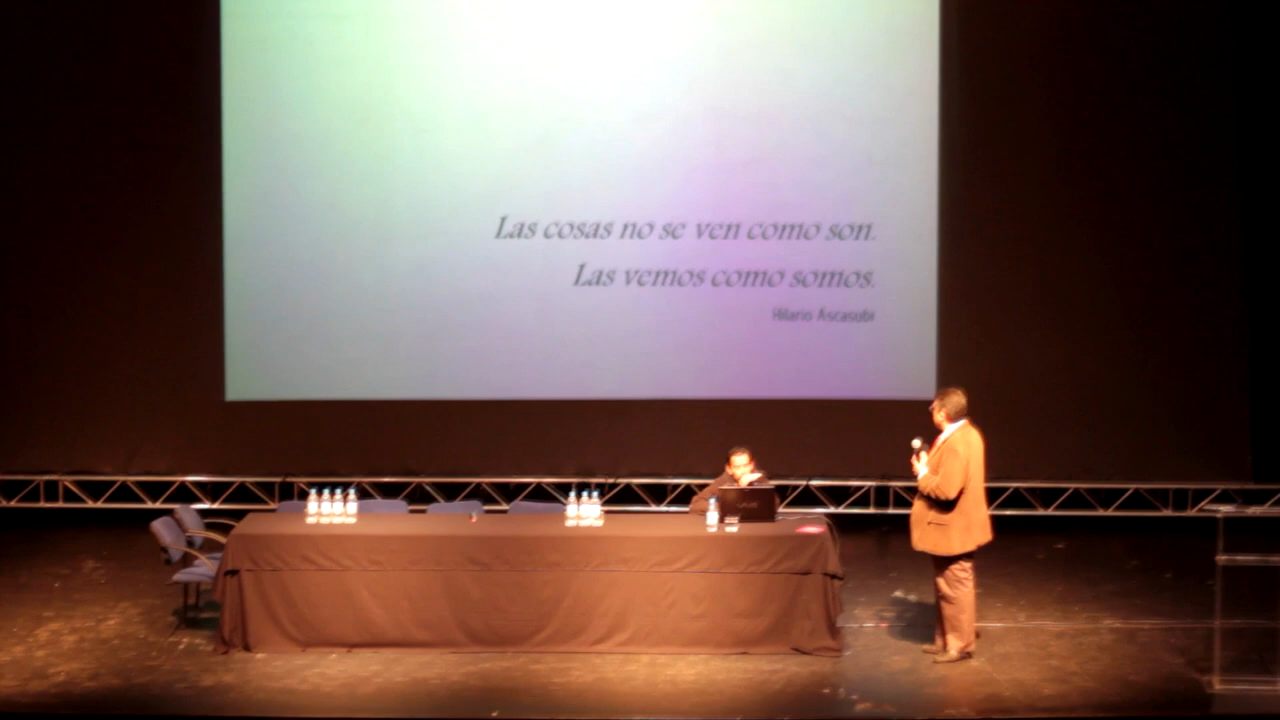 Las cosas no se ven como son.
Las vemos como somos.
Hilario Ascasubi